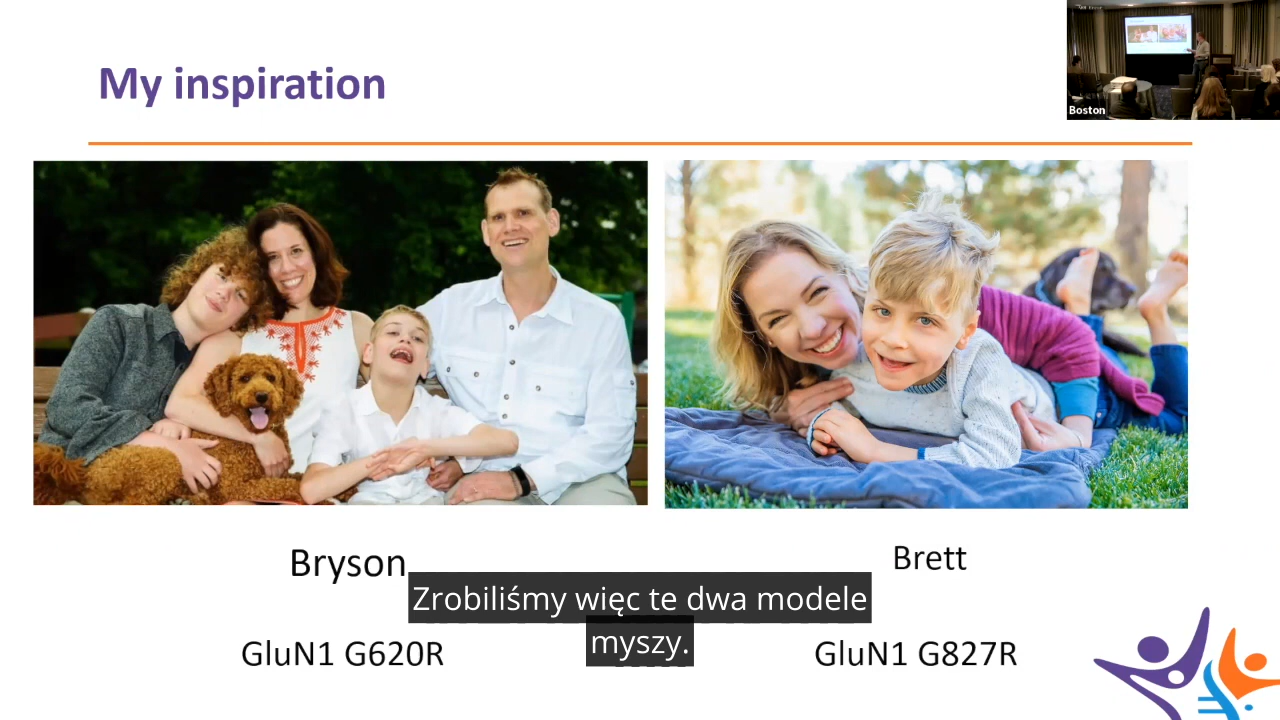 My inspiration
Boston
Bryson
Brett
Zrobiliśmy więc te dwa modele
myszy.
GluN1 G620R
GluN1 G827R